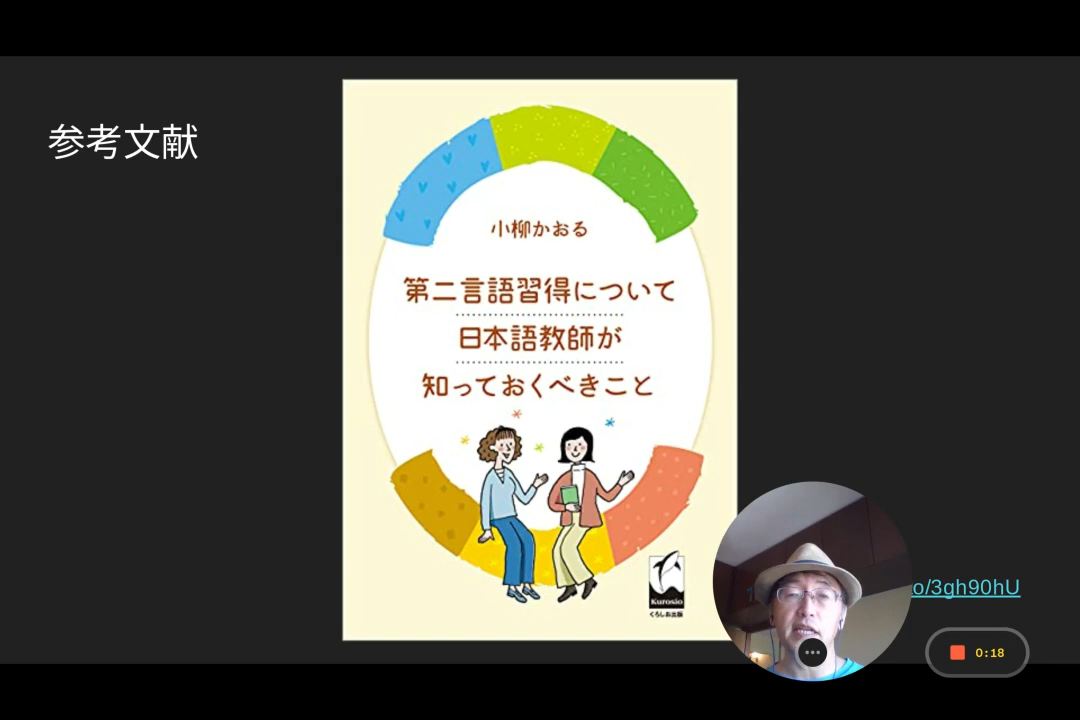 参考文献
小柳かおる
第二言語習得について
日本語教師が
知っておくべきこと
Kurosio
くろしお出版
o/3gh90hU
0:18